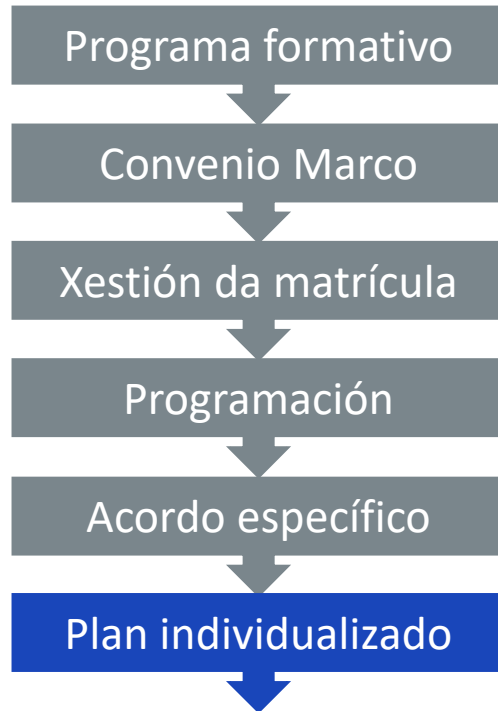 Programa formativo
Convenio Marco
Xestión da matrícula
Programación
Acordo específico
Plan individualizado